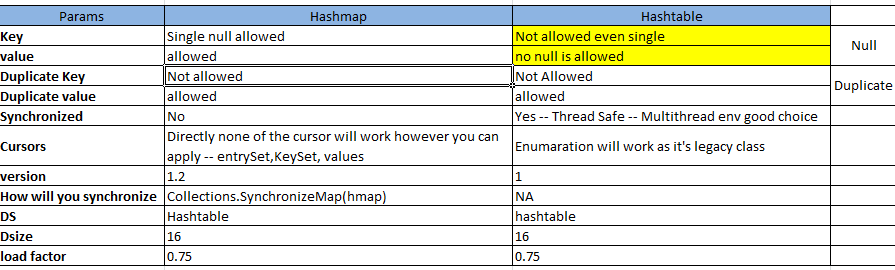 Params Hashmap Hashtable
Key Single null allowed Not allowed even single
Null
value allowed no null is allowed
Duplicate Key Not allowed Not Allowed
Duplicate
Duplicate value allowed allowed
Synchronized No Yes -- Thread Safe -- Multithread env good choice
Cursors Directly none of the cursor will work however you can
apply -- entrySet,KeySet, values Enumaration will work as it's legacy class
version 1.2 1
How will you synchronize Collections.SynchronizeMap(hmap) NA
DS Hashtable hashtable
Dsize 16 16
load factor 0.75 0.75